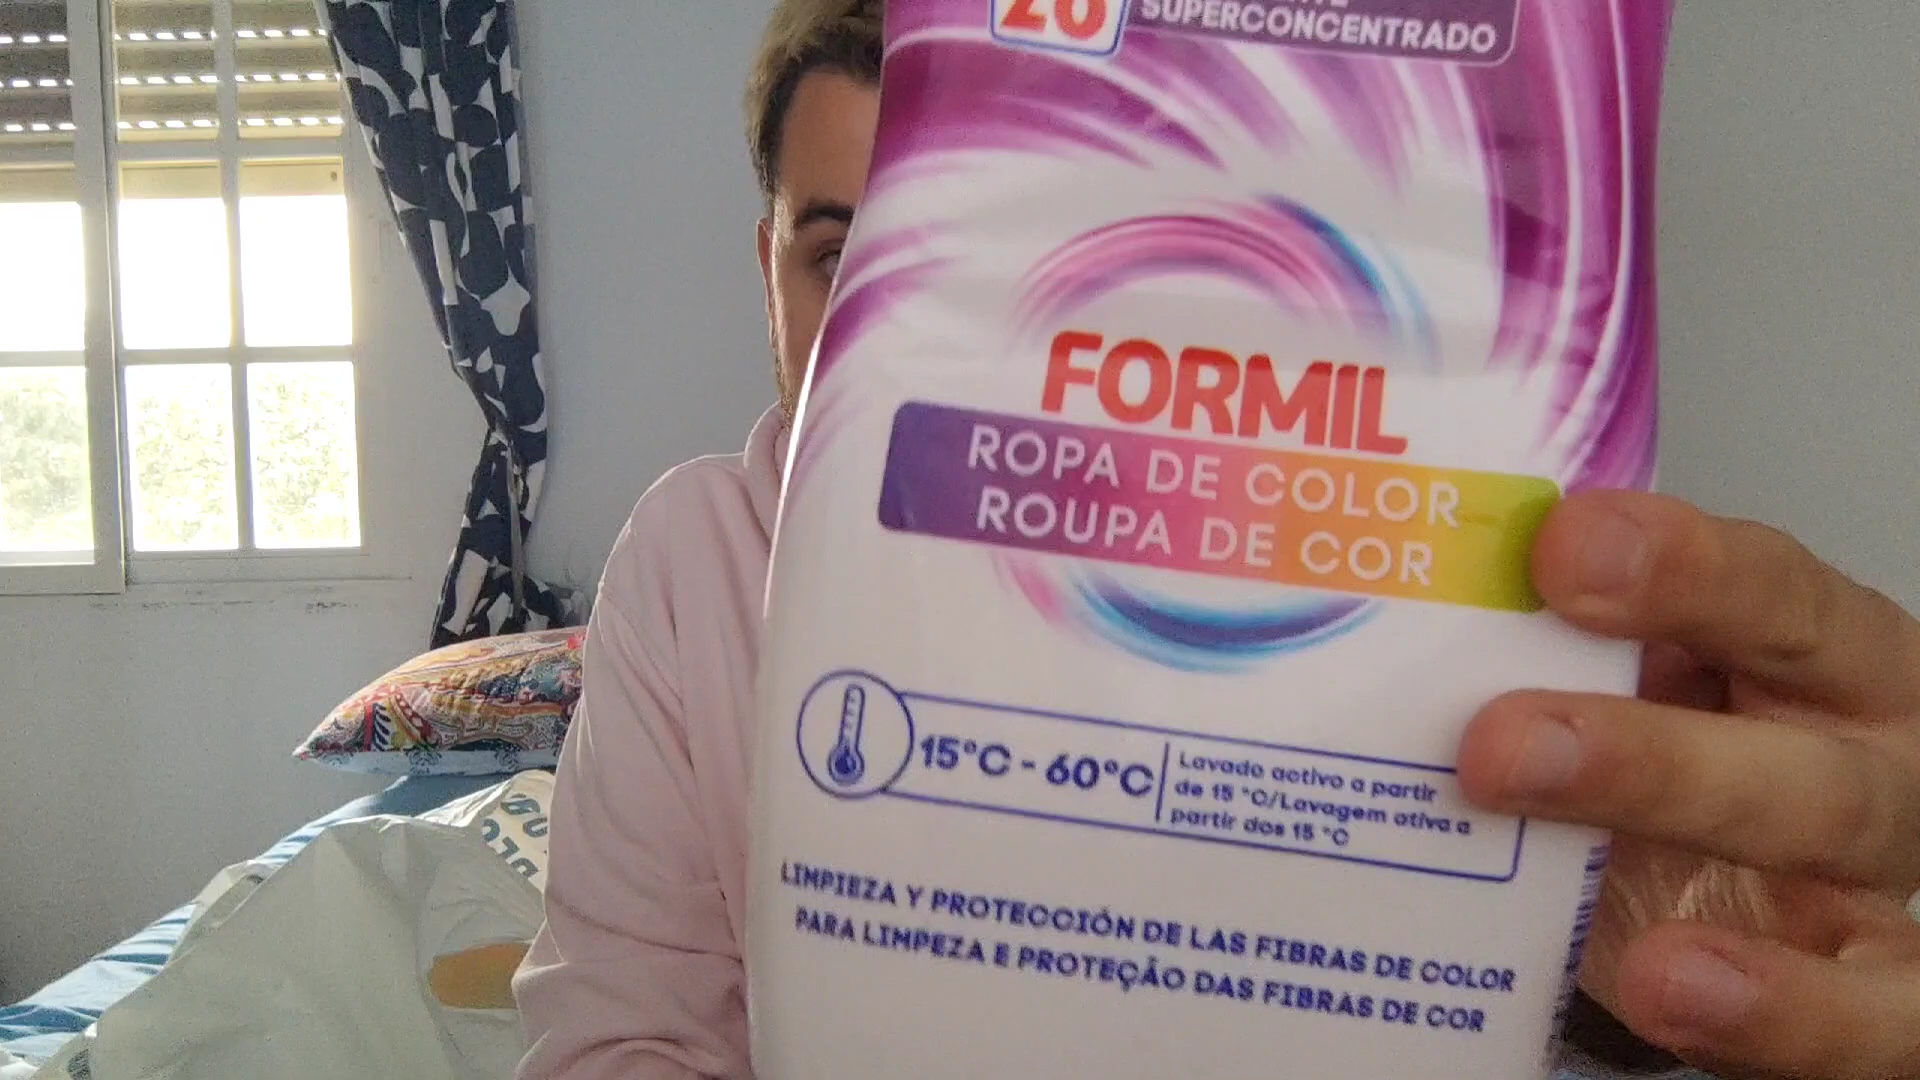 26
SUPERCONCENTRADO
FORMIL
ROPA DE COLOR
ROUPA DE COR
15°C - 60°C
Lavado activo a partir
de 15 °C/Lavagem ativa a
partir dos 15 °C
LIMPIEZA Y PROTECCIÓN DE LAS FIBRAS DE COLOR
PARA LIMPEZA E PROTEÇÃO DAS FIBRAS DE COR